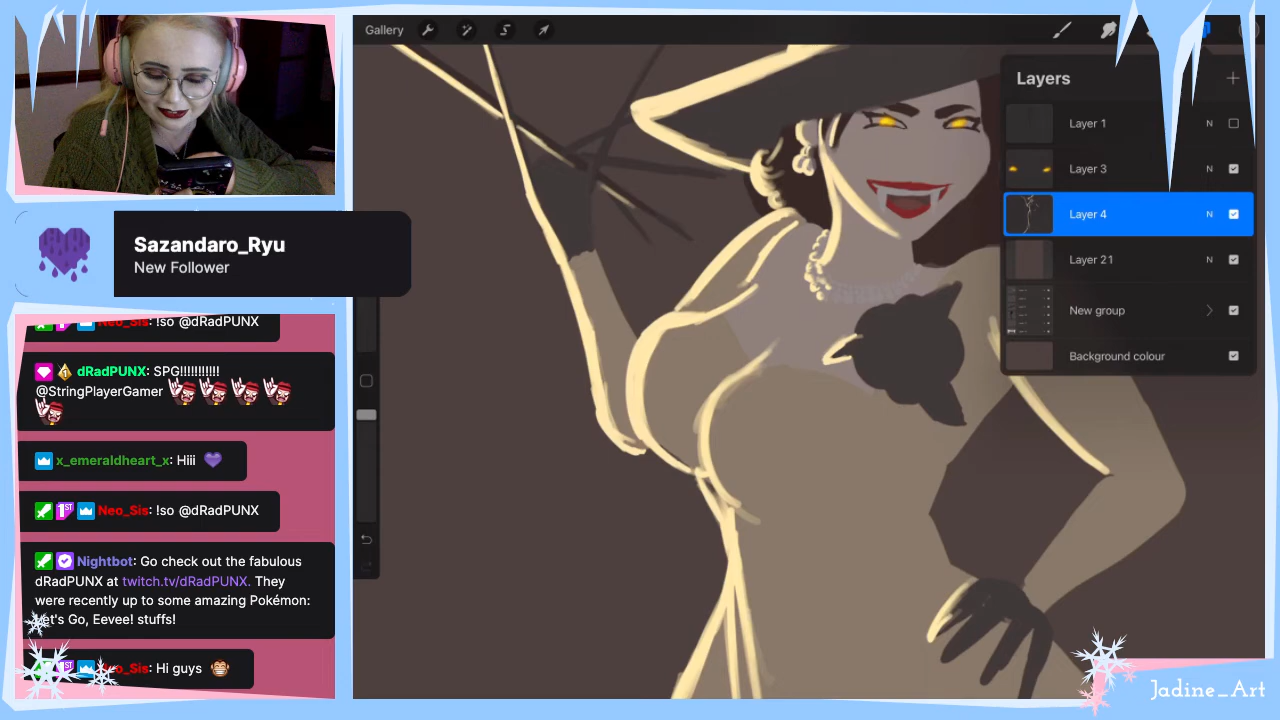 Gallery
Layers
Layer 1
N
Layer 3
N
Layer 4
N
Layer 21
N
New group
Background colour
Sazandaro_Ryu
New Follower
Neo_Sis: !so @dRadPUNX
dRadPUNX: SPG!!!!!!!!!!
@StringPlayerGamer
x_emeraldheart_x: Hiii
Neo_Sis: !so @dRadPUNX
Nightbot: Go check out the fabulous
dRadPUNX at twitch.tv/dRadPUNX. They
were recently up to some amazing Pokémon:
Let's Go, Eevee! stuffs!
Neo_Sis: Hi guys
Jadine_Art